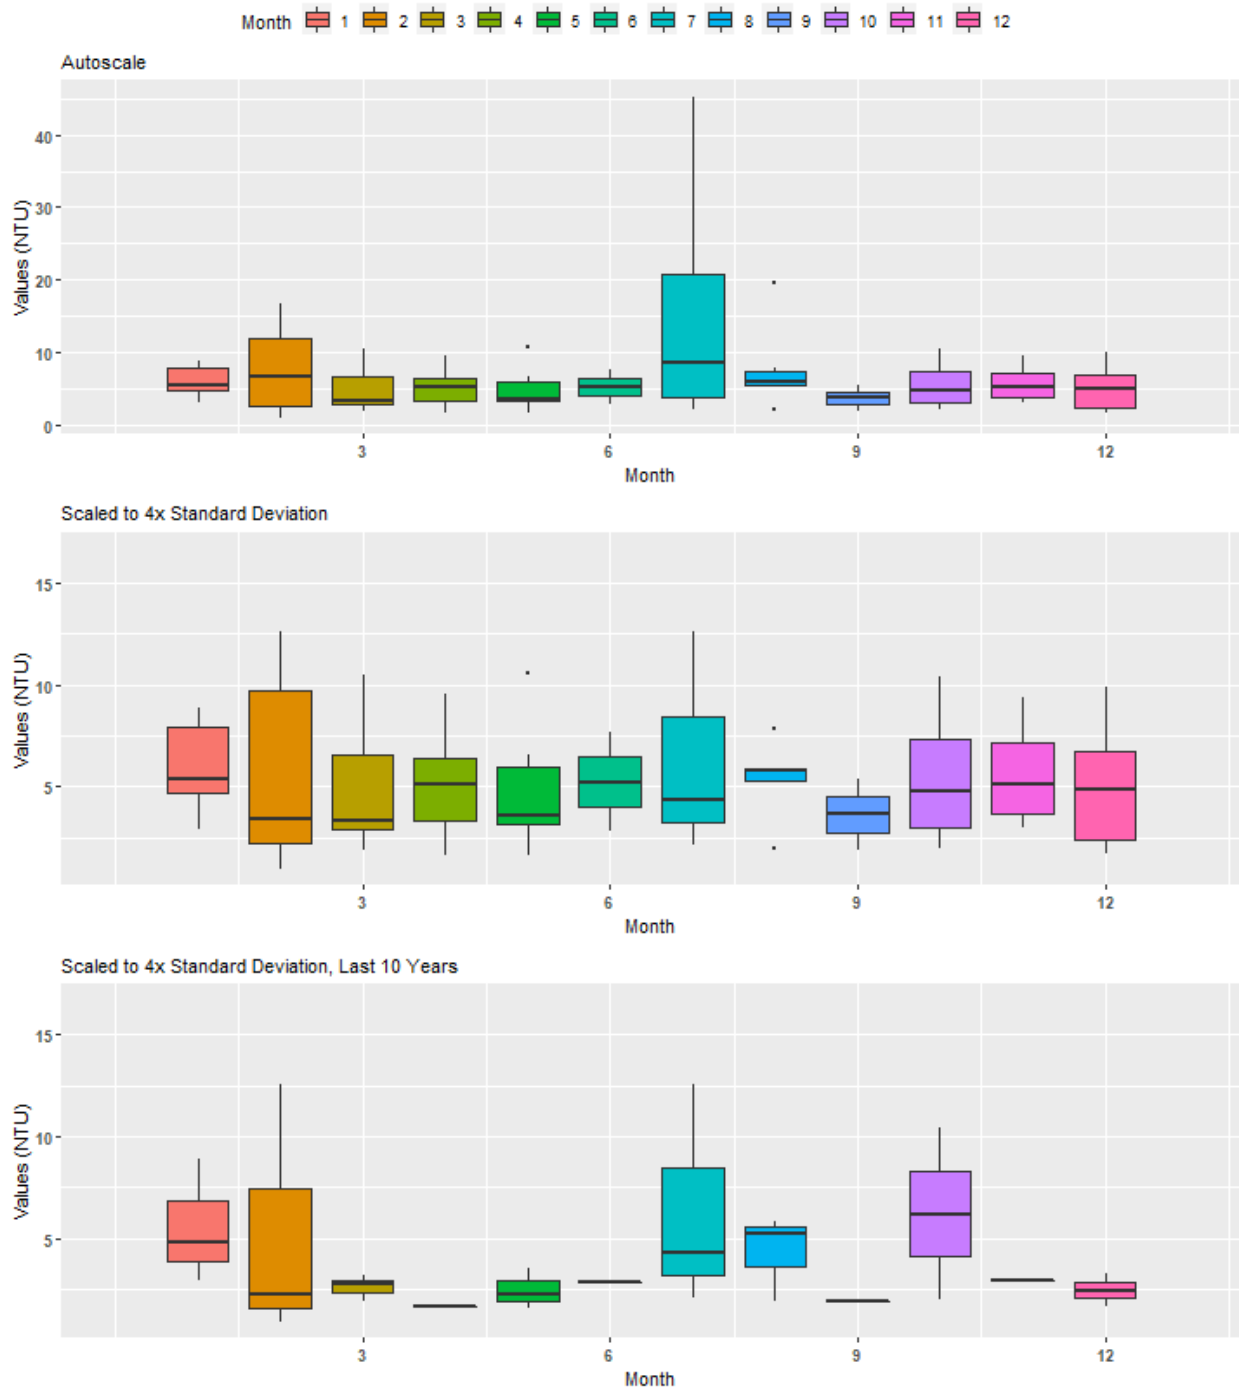 Month 1 2 3 4 5 6 7 8 9 10 11 12
Autoscale
Values (NTU)
40
30
20
10
0
3 6 9 12
Month
Scaled to 4x Standard Deviation
Values (NTU)
15
10
5
3 6 9 12
Month
Scaled to 4x Standard Deviation, Last 10 Years
Values (NTU)
15
10
5
3 6 9 12
Month